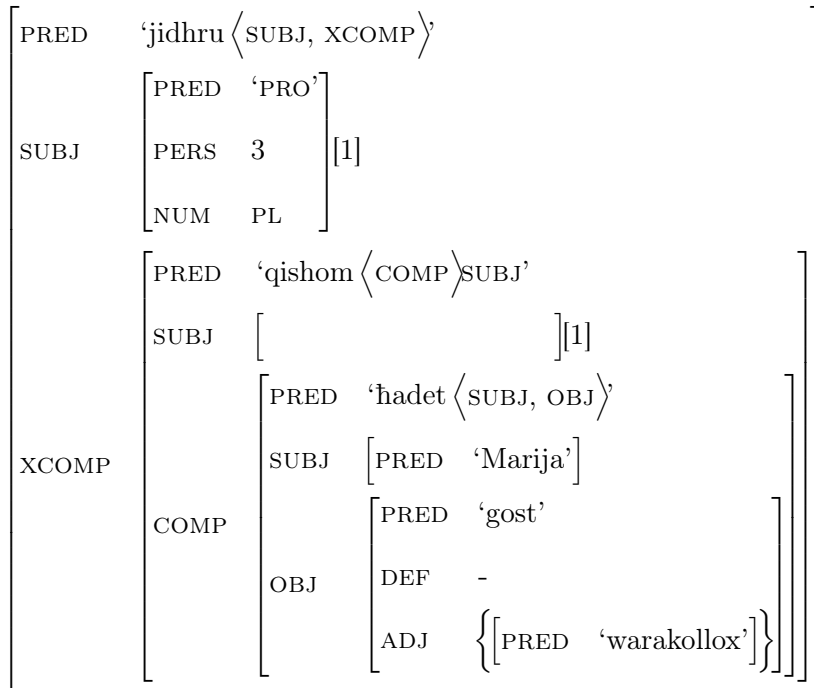 PRED ‘jidhru⟨SUBJ, XCOMP⟩’
PRED ‘PRO’
SUBJ PERS 3 [1]
NUM PL
PRED ‘qishom⟨COMP⟩SUBJ’
SUBJ [ ][1]
PRED ‘ħadet⟨SUBJ, OBJ⟩’
SUBJ [PRED ‘Marija’]
XCOMP
PRED ‘gost’
COMP
OBJ DEF -
ADJ {[PRED ‘warakollox’]}